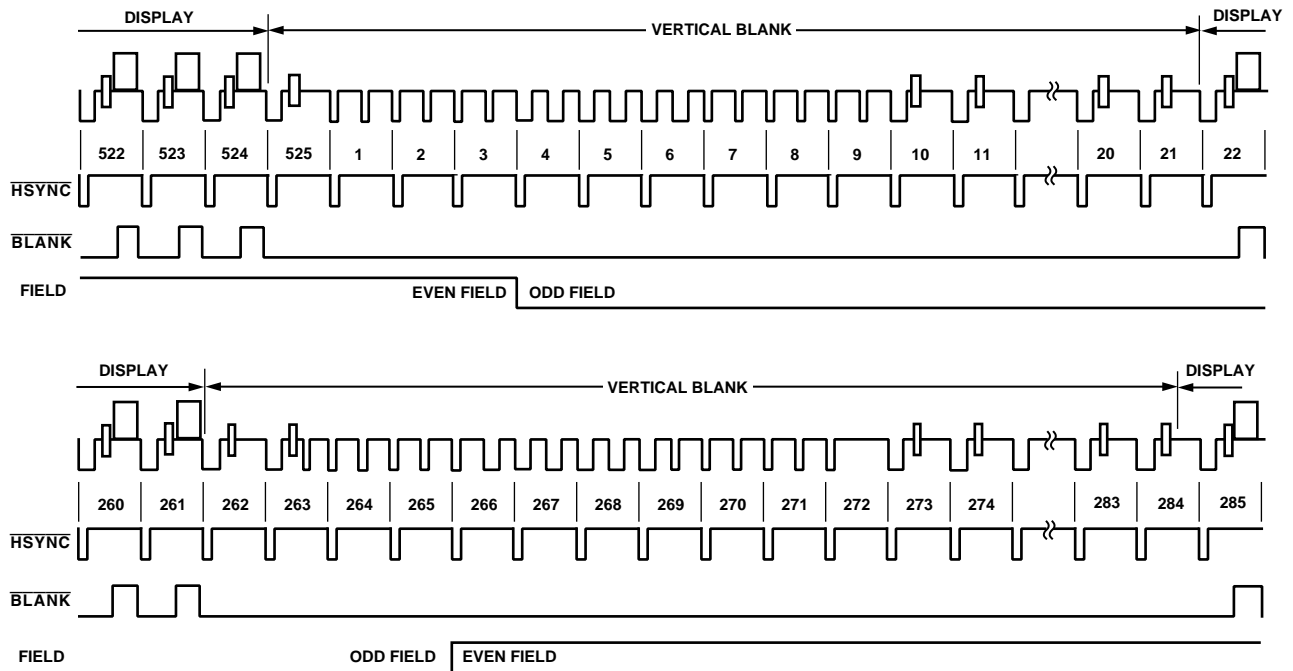 DISPLAY VERTICAL BLANK DISPLAY
522 523 524 525 1 2 3 4 5 6 7 8 9 10 11 20 21 22
HSYNC
BLANK
FIELD EVEN FIELD ODD FIELD
DISPLAY VERTICAL BLANK DISPLAY
260 261 262 263 264 265 266 267 268 269 270 271 272 273 274 283 284 285
HSYNC
BLANK
FIELD ODD FIELD EVEN FIELD